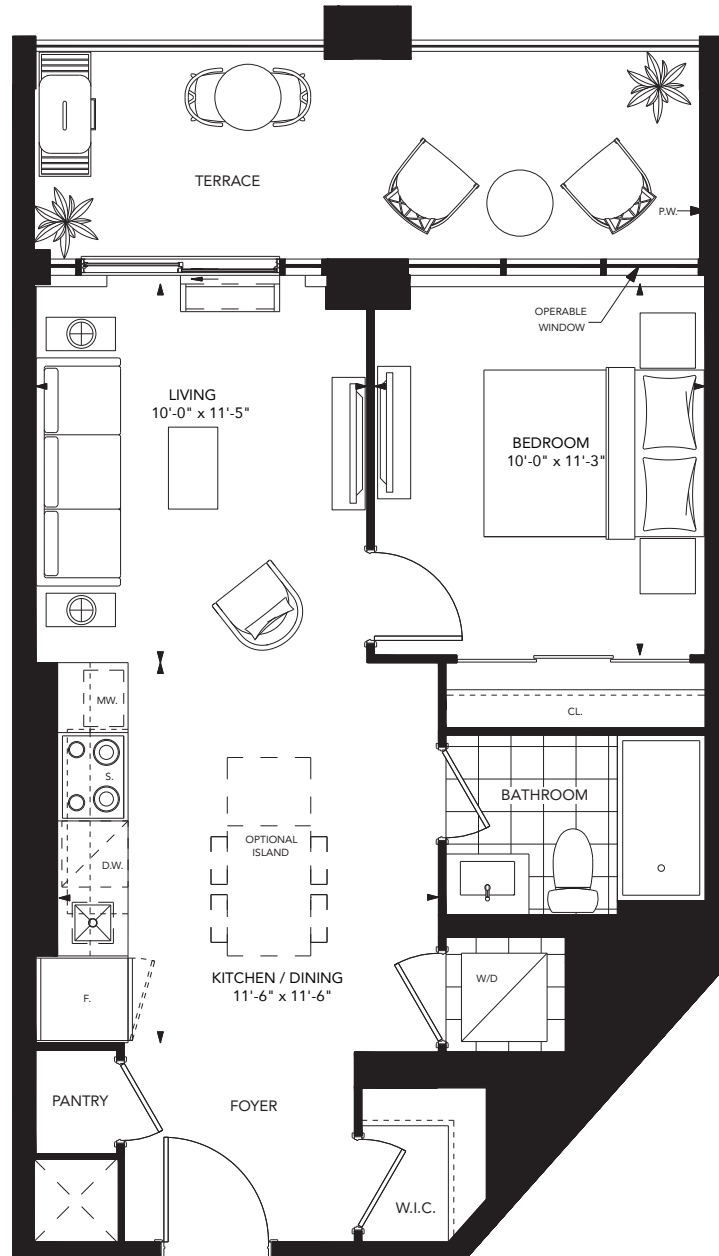 TERRACE
P.W.
OPERABLE
WINDOW
LIVING
10'-0" x 11'-5"
BEDROOM
10'-0" x 11'-3"
MW.
CL.
S.
BATHROOM
OPTIONAL
ISLAND
D.W.
KITCHEN / DINING
11'-6" x 11'-6"
W/D
F.
PANTRY
FOYER
W.I.C.